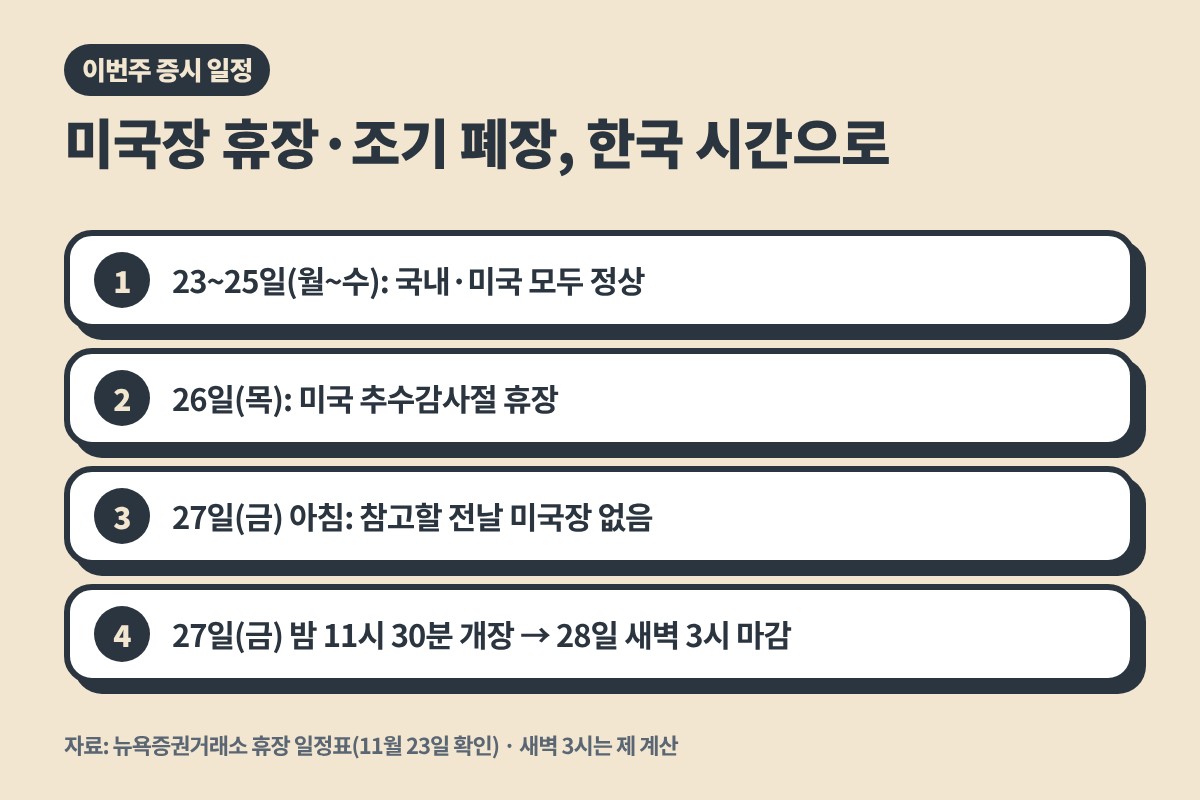 이번주 증시 일정
미국장 휴장·조기 폐장, 한국 시간으로
1 23~25일(월~수): 국내·미국 모두 정상
2 26일(목): 미국 추수감사절 휴장
3 27일(금) 아침: 참고할 전날 미국장 없음
4 27일(금) 밤 11시 30분 개장 → 28일 새벽 3시 마감
자료: 뉴욕증권거래소 휴장 일정표(11월 23일 확인) · 새벽 3시는 제 계산